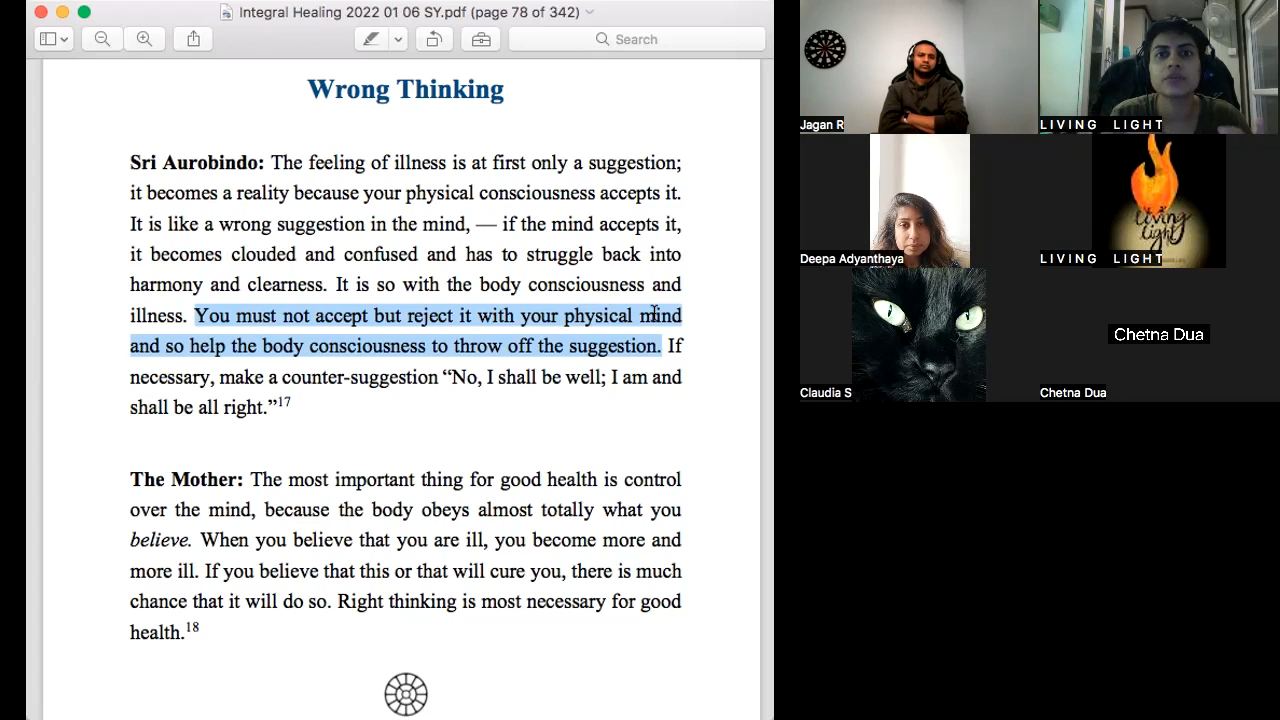 Integral Healing 2022 01 06 SY.pdf (page 78 of 342)
Search
Wrong Thinking
Sri Aurobindo: The feeling of illness is at first only a suggestion;
it becomes a reality because your physical consciousness accepts it.
It is like a wrong suggestion in the mind, — if the mind accepts it,
it becomes clouded and confused and has to struggle back into
harmony and clearness. It is so with the body consciousness and
illness. You must not accept but reject it with your physical mind
and so help the body consciousness to throw off the suggestion. If
necessary, make a counter-suggestion “No, I shall be well; I am and
shall be all right.”17
The Mother: The most important thing for good health is control
over the mind, because the body obeys almost totally what you
believe. When you believe that you are ill, you become more and
more ill. If you believe that this or that will cure you, there is much
chance that it will do so. Right thinking is most necessary for good
health.18
Jagan R
LIVING LIGHT
Deepa Adyanthaya
living
light
LIVING LIGHT
Claudia S
Chetna Dua
Chetna Dua